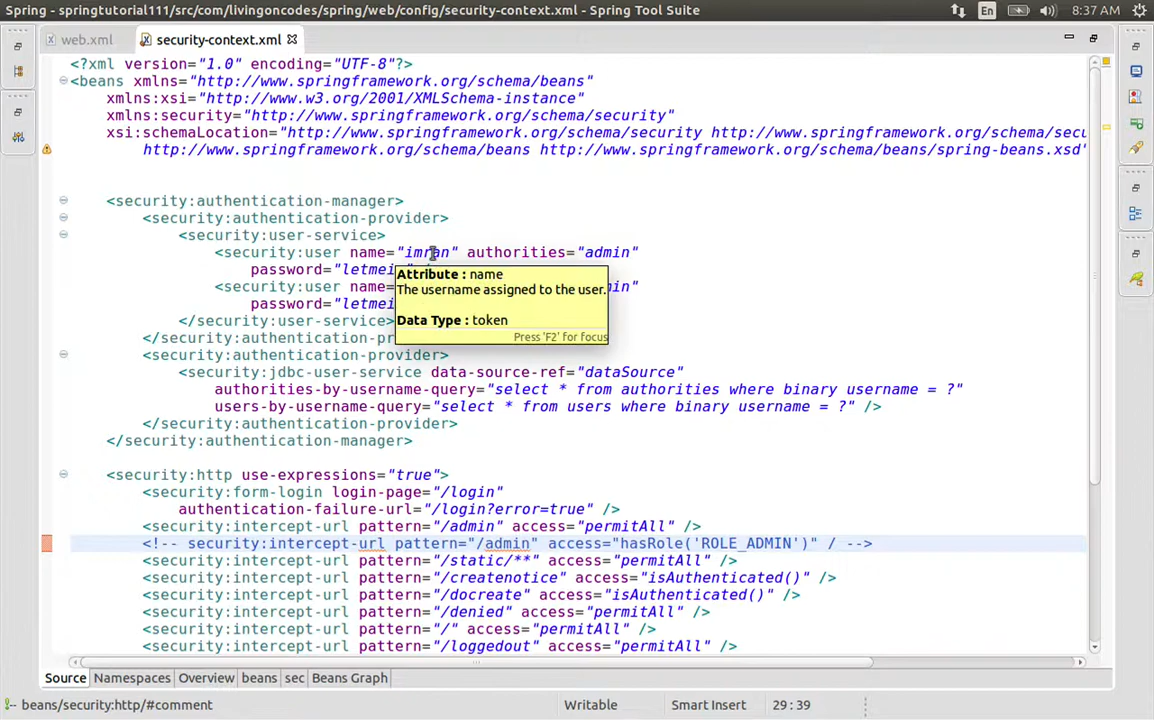 Spring - springtutorial111/src/com/livingoncodes/spring/web/config/security-context.xml - Spring Tool Suite
En
8:37 AM
web.xml
security-context.xml
<?xml version="1.0" encoding="UTF-8"?>
<beans xmlns="http://www.springframework.org/schema/beans"
xmlns:xsi="http://www.w3.org/2001/XMLSchema-instance"
xmlns:security="http://www.springframework.org/schema/security"
xsi:schemaLocation="http://www.springframework.org/schema/security http://www.springframework.org/schema/secu
http://www.springframework.org/schema/beans http://www.springframework.org/schema/beans/spring-beans.xsd"
<security:authentication-manager>
<security:authentication-provider>
<security:user-service>
<security:user name="imran" authorities="admin"
password="letmei
<security:user name=
min"
password="letmei
</security:user-service>
</security:authentication-pr
Attribute : name
The username assigned to the user.
Data Type : token
Press 'F2' for focus
<security:authentication-provider>
<security:jdbc-user-service data-source-ref="dataSource"
authorities-by-username-query="select * from authorities where binary username = ?"
users-by-username-query="select * from users where binary username = ?" />
</security:authentication-provider>
</security:authentication-manager>
<security:http use-expressions="true">
<security:form-login login-page="/login"
authentication-failure-url="/login?error=true" />
<security:intercept-url pattern="/admin" access="permitAll" />
<!-- security:intercept-url pattern="/admin" access="hasRole('ROLE_ADMIN')" / -->
<security:intercept-url pattern="/static/**" access="permitAll" />
<security:intercept-url pattern="/createnotice" access="isAuthenticated()" />
<security:intercept-url pattern="/docreate" access="isAuthenticated()" />
<security:intercept-url pattern="/denied" access="permitAll" />
<security:intercept-url pattern="/" access="permitAll" />
<security:intercept-url pattern="/loggedout" access="permitAll" />
Source Namespaces Overview beans sec Beans Graph
beans/security:http/#comment
Writable
Smart Insert
29 : 39